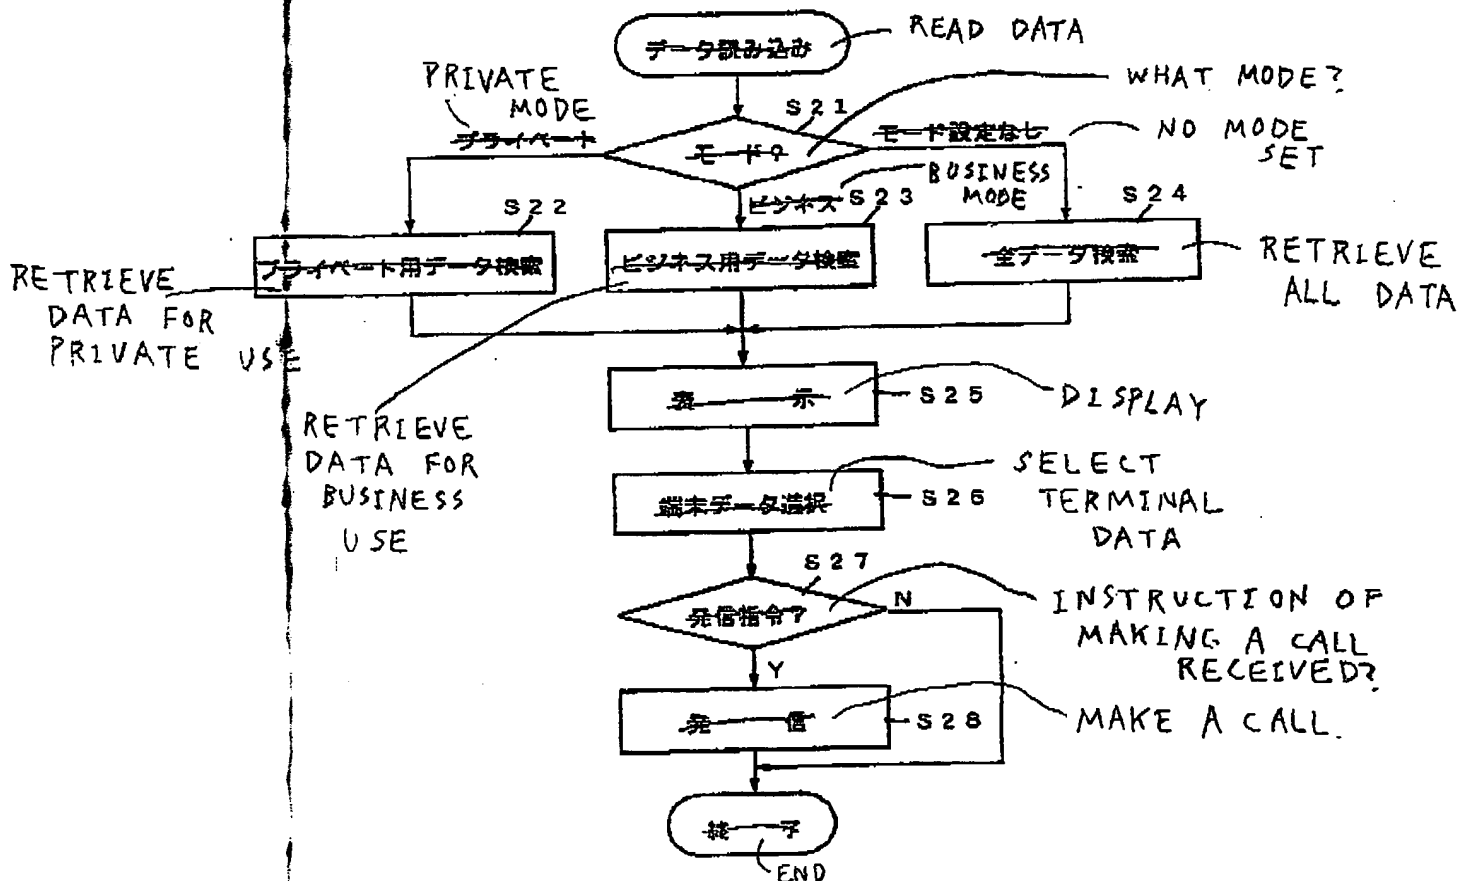 データ読み込み
READ DATA
PRIVATE
MODE
WHAT MODE?
S21
プライベート
モード?
モード設定なし
NO MODE
SET
ビジネス
BUSINESS
MODE
S22
S23
S24
プライベート用データ検索
ビジネス用データ検索
全データ検索
RETRIEVE
DATA FOR
PRIVATE USE
RETRIEVE
ALL DATA
表示
S25
DISPLAY
RETRIEVE
DATA FOR
BUSINESS
USE
端末データ選択
S26
SELECT
TERMINAL
DATA
S27
発信指令?
N
INSTRUCTION OF
MAKING A CALL
RECEIVED?
Y
発信
S28
MAKE A CALL.
終了
END